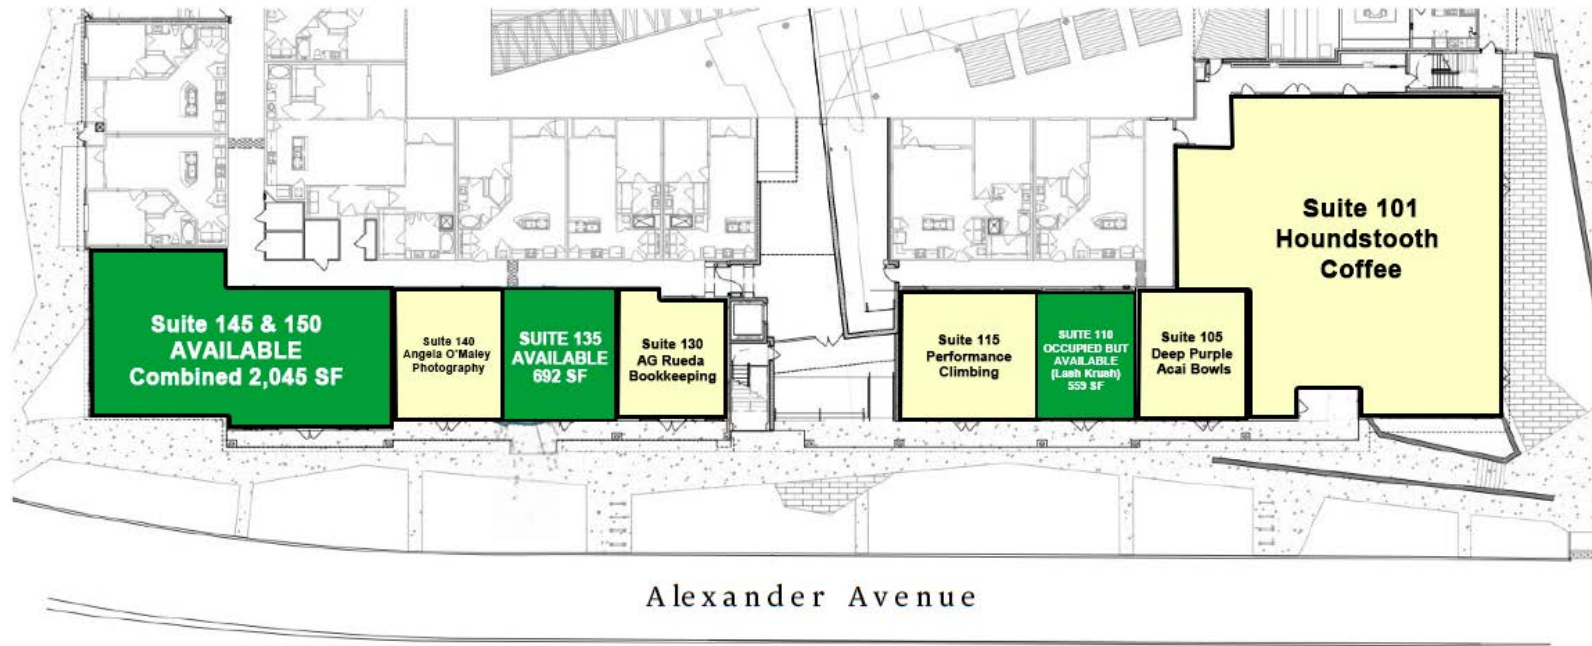 Suite 101
Houndstooth
Coffee
Suite 145 & 150
AVAILABLE
Combined 2,045 SF
Suite 140
Angela O'Maley
Photography
SUITE 135
AVAILABLE
692 SF
Suite 130
AG Rueda
Bookkeeping
Suite 115
Performance
Climbing
SUITE 110
OCCUPIED BUT
AVAILABLE
(Lash Krush)
559 SF
Suite 105
Deep Purple
Acai Bowls
Alexander Avenue